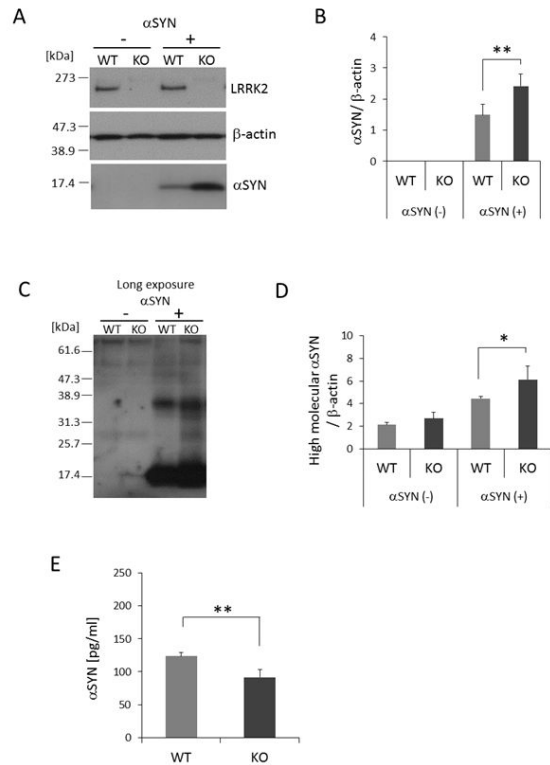 A
αSYN
- +
[kDa] WT KO WT KO
273
LRRK2
47.3
β-actin
38.9
17.4
αSYN
B
αSYN/ β-actin
4
3
2
1
0
**
WT KO WT KO
αSYN (-) αSYN (+)
C
Long exposure
αSYN
- +
[kDa] WT KO WT KO
61.6
47.3
38.9
31.3
25.7
17.4
D
High molecular αSYN
/ β-actin
10
8
6
4
2
0
*
WT KO WT KO
αSYN (-) αSYN (+)
E
αSYN [pg/ml]
250
200
150
100
50
0
**
WT KO